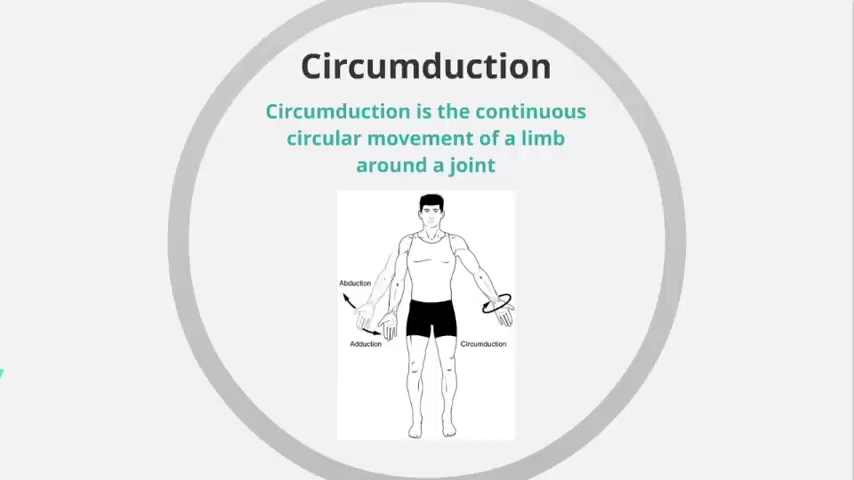 Circumduction
Circumduction is the continuous
circular movement of a limb
around a joint
Abduction
Adduction
Circumduction